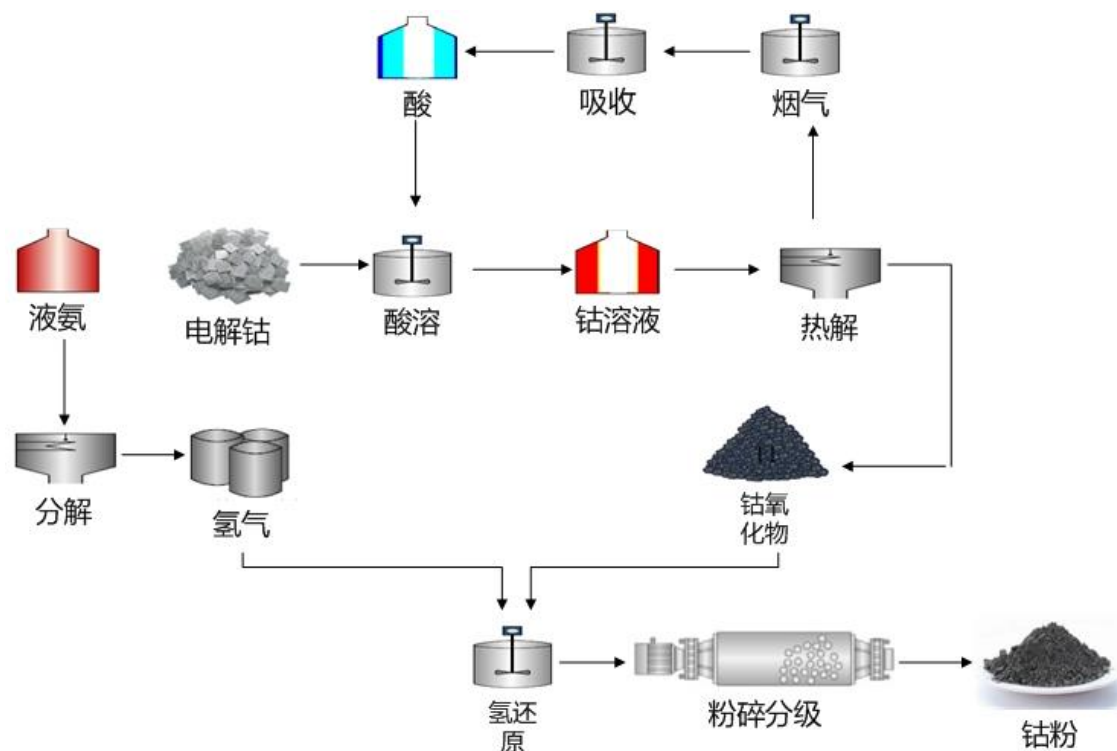 酸
吸收
烟气
液氨
电解钴
酸溶
钴溶液
热解
分解
氢气
钴氧
化物
氢还
原
粉碎分级
钴粉